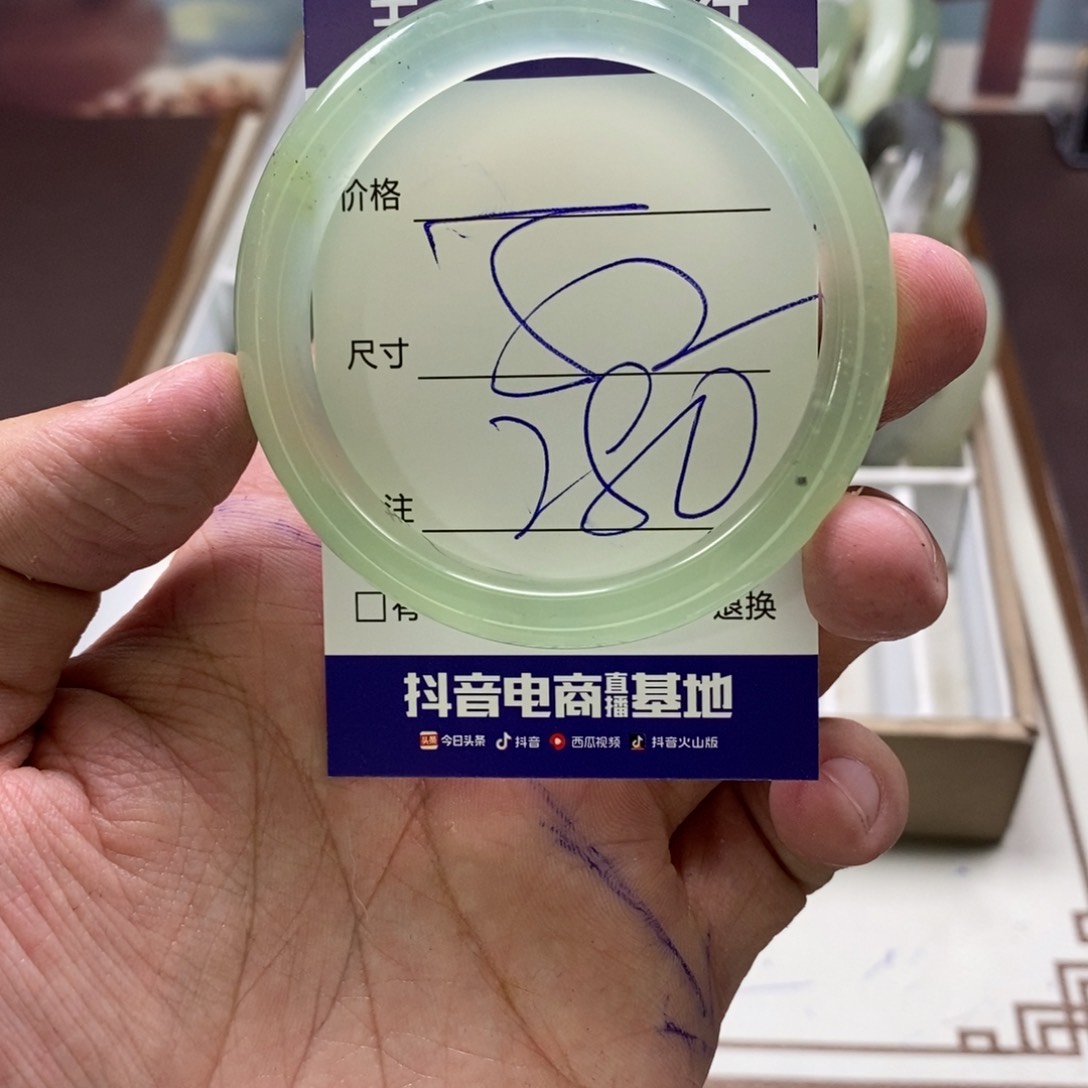 价格
尺寸
280
注
退换
抖音电商直播基地
今日头条 抖音 西瓜视频 抖音火山版